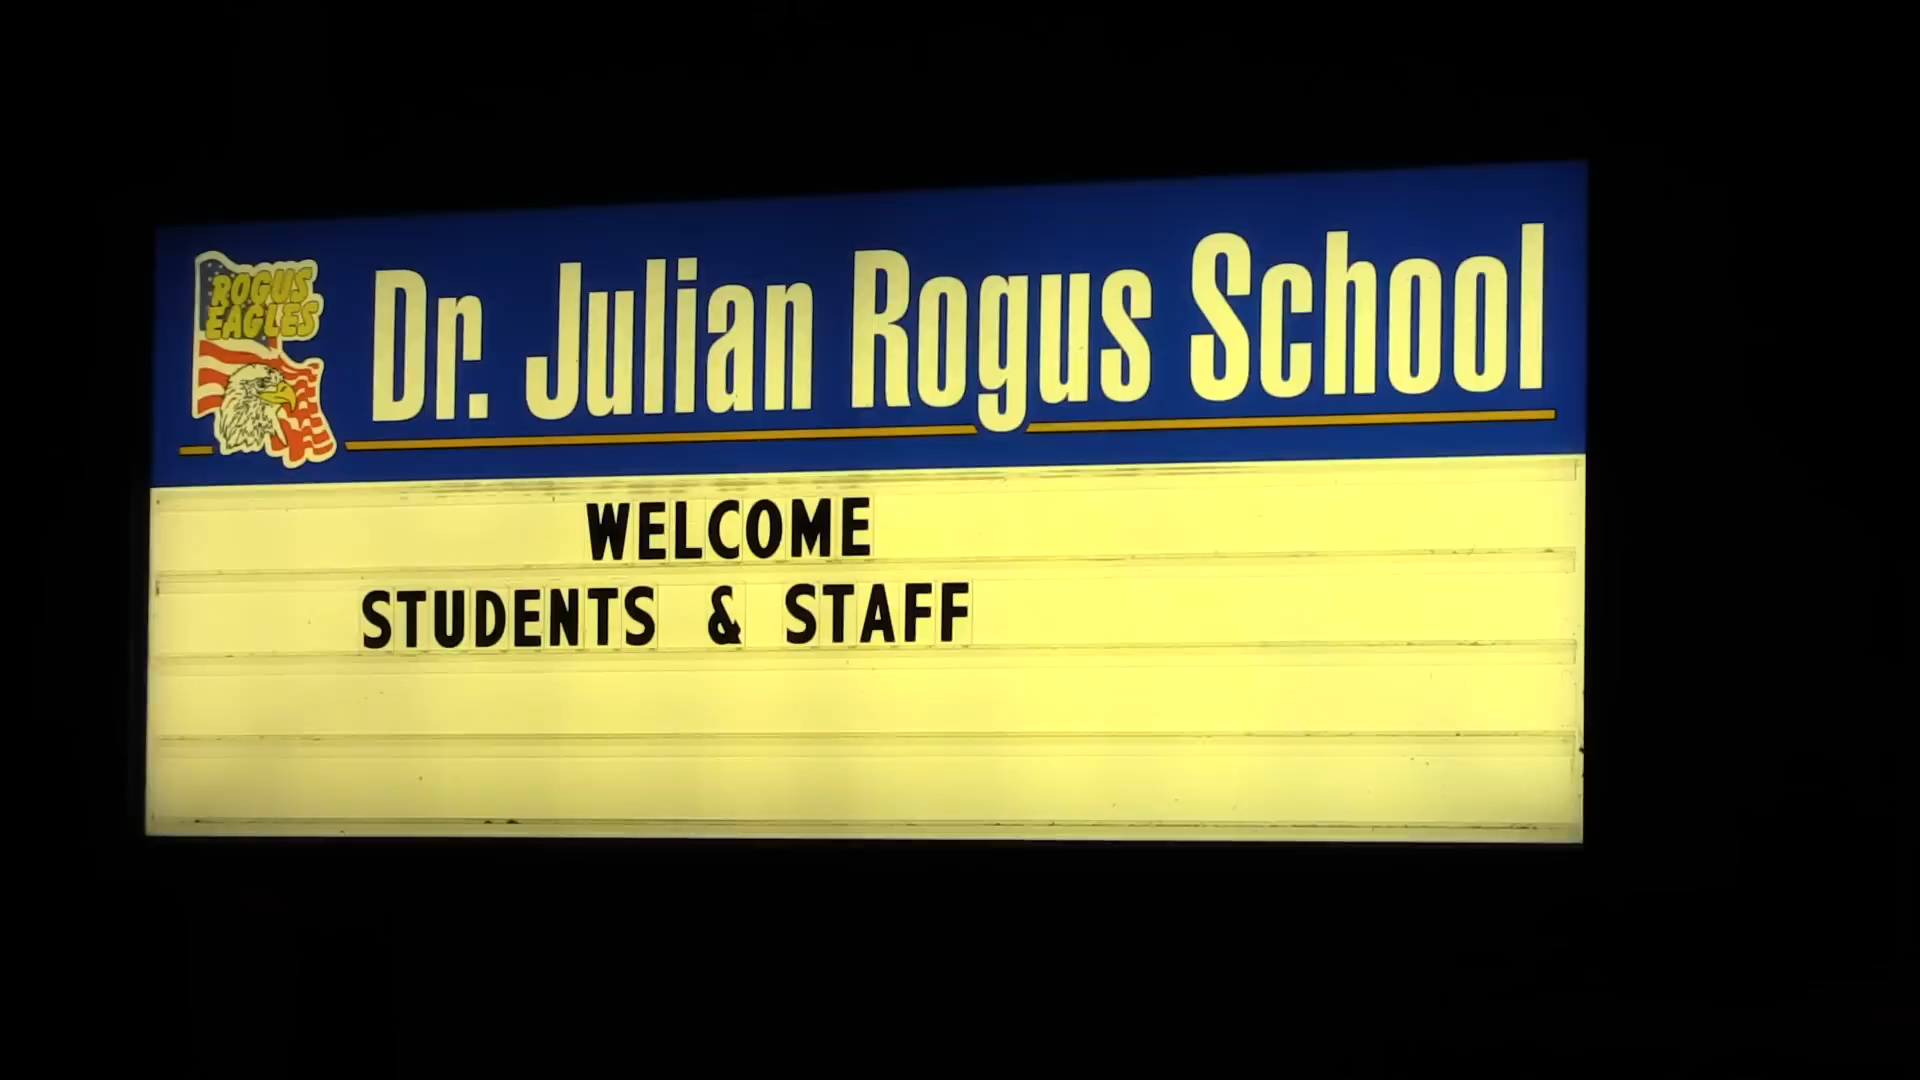 ROGUS
EAGLES
Dr. Julian Rogus School
WELCOME
STUDENTS & STAFF